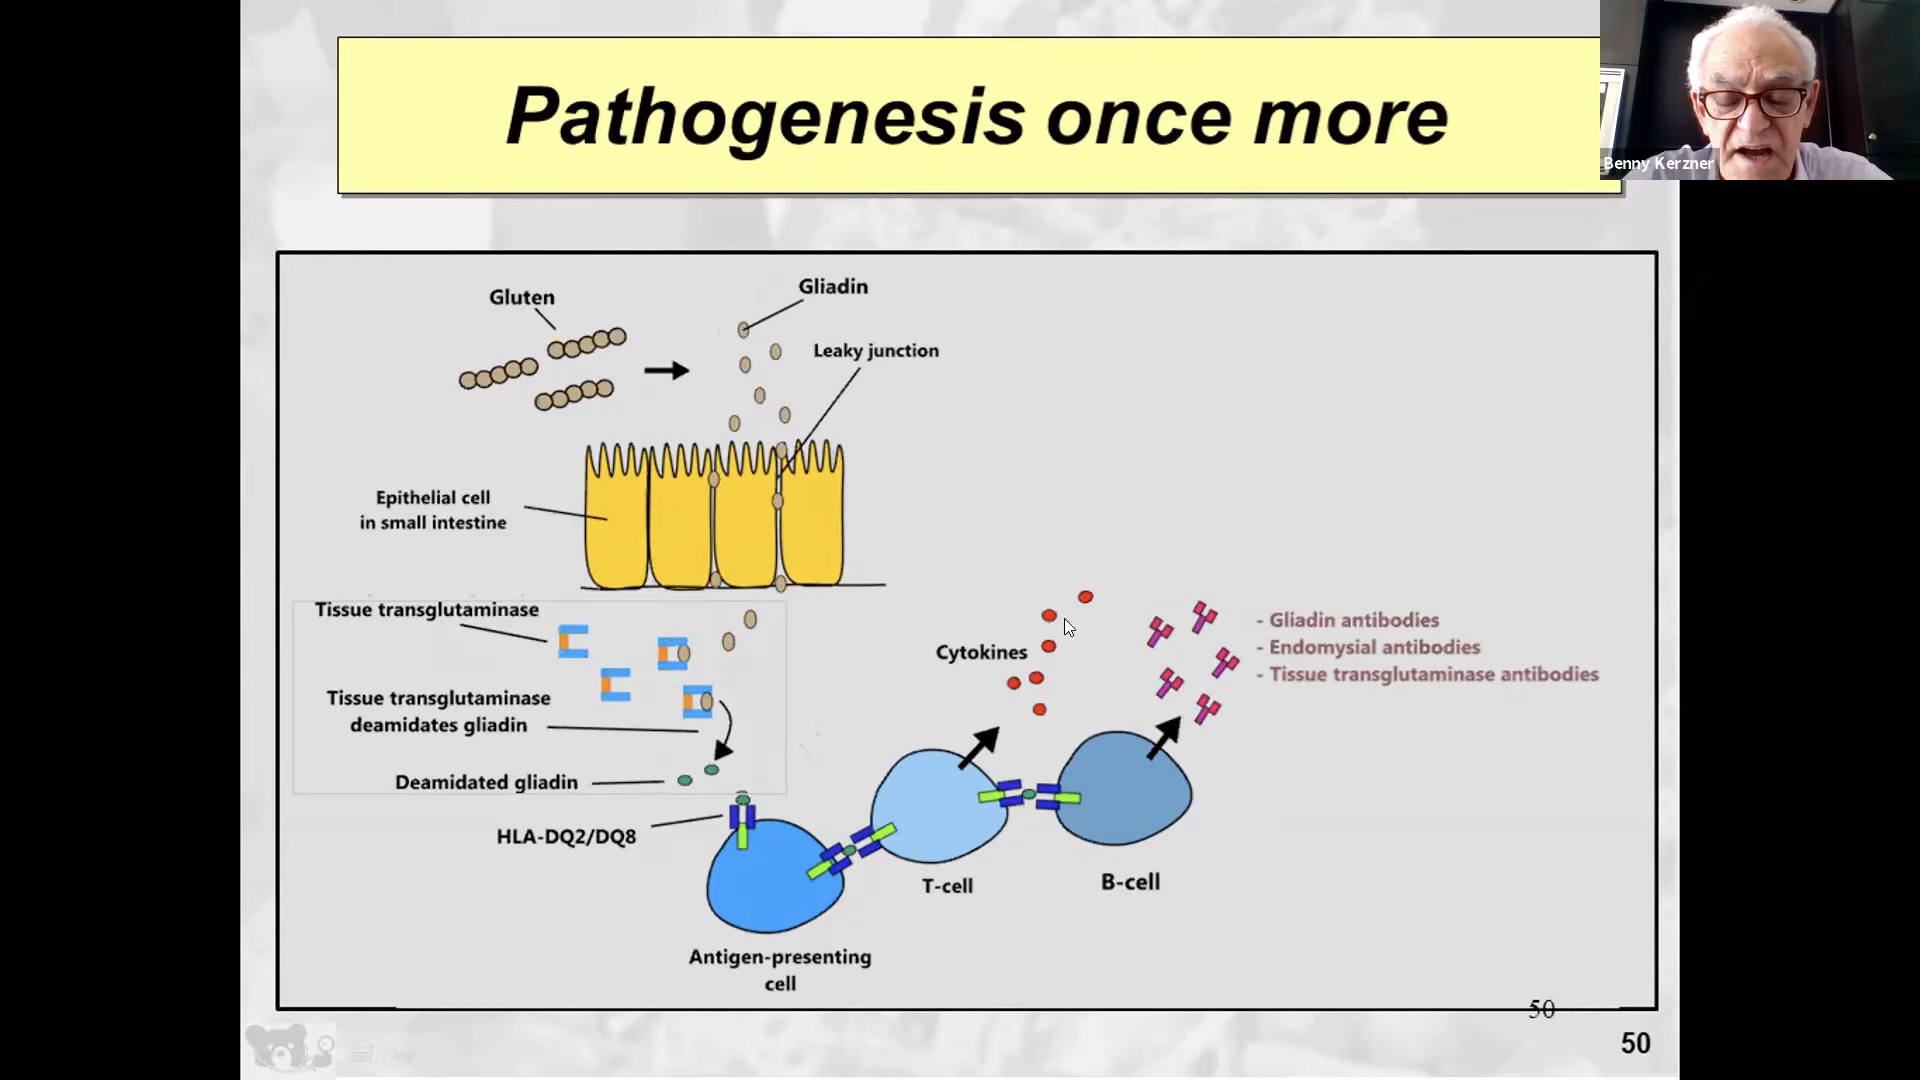 Pathogenesis once more
Benny Kerzner
Gluten
Gliadin
Leaky junction
Epithelial cell
in small intestine
Tissue transglutaminase
Tissue transglutaminase
deamidates gliadin
Deamidated gliadin
HLA-DQ2/DQ8
Antigen-presenting
cell
T-cell
B-cell
Cytokines
- Gliadin antibodies
- Endomysial antibodies
- Tissue transglutaminase antibodies
50
50